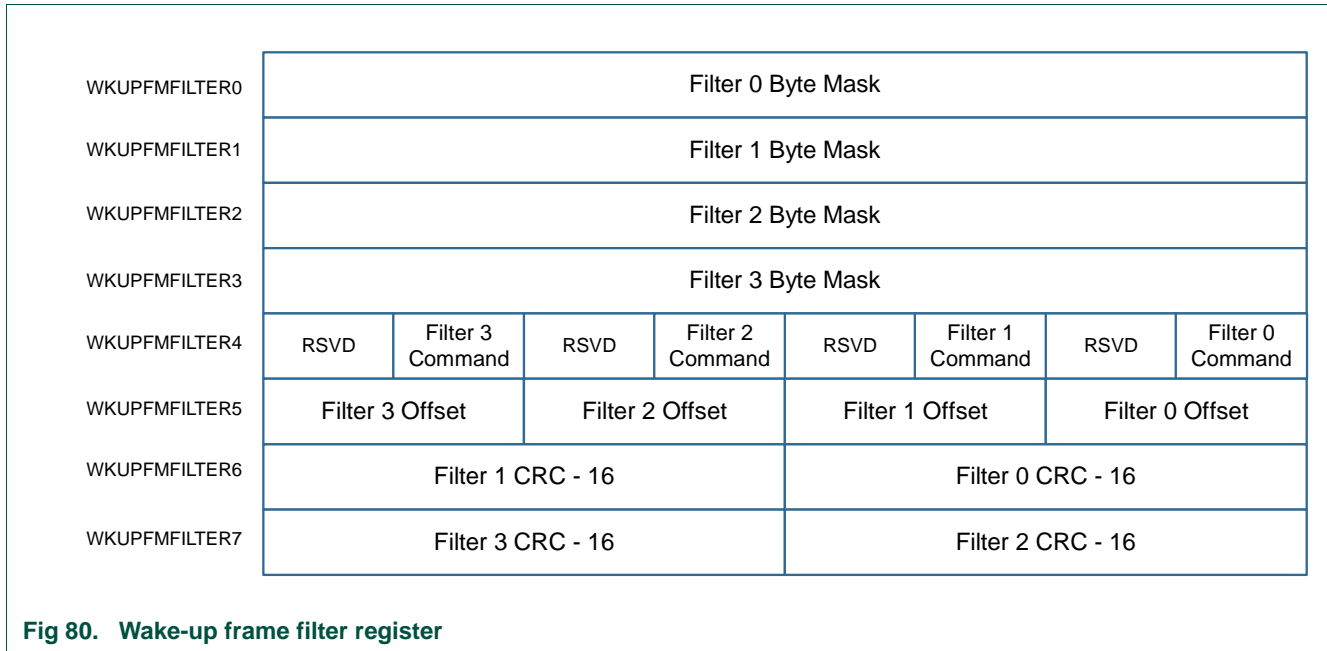 WKUPFMFILTER0 Filter 0 Byte Mask
WKUPFMFILTER1 Filter 1 Byte Mask
WKUPFMFILTER2 Filter 2 Byte Mask
WKUPFMFILTER3 Filter 3 Byte Mask
WKUPFMFILTER4 RSVD Filter 3 Command RSVD Filter 2 Command RSVD Filter 1 Command RSVD Filter 0 Command
WKUPFMFILTER5 Filter 3 Offset Filter 2 Offset Filter 1 Offset Filter 0 Offset
WKUPFMFILTER6 Filter 1 CRC - 16 Filter 0 CRC - 16
WKUPFMFILTER7 Filter 3 CRC - 16 Filter 2 CRC - 16
Fig 80. Wake-up frame filter register